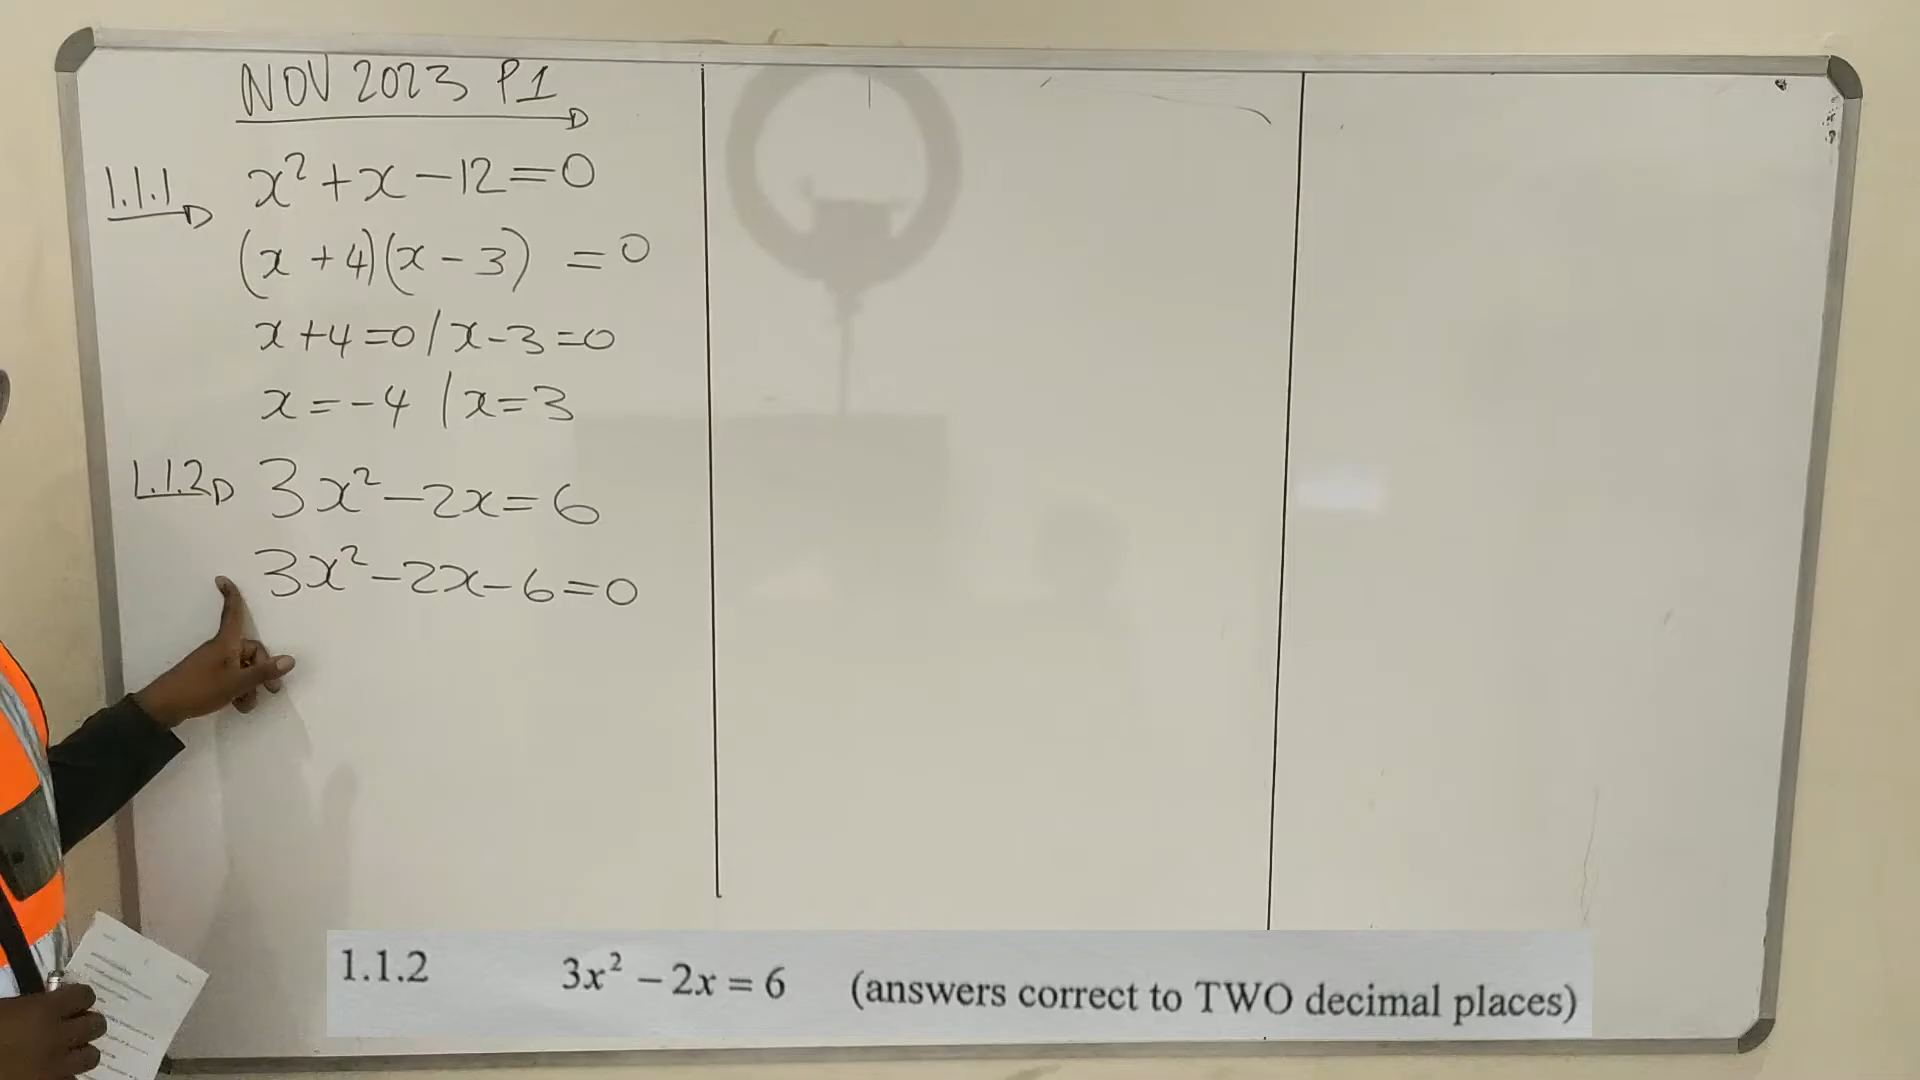 NOV 2023 P1
1.1.1 x² + x - 12 = 0
(x + 4)(x - 3) = 0
x + 4 = 0 / x - 3 = 0
x = -4 / x = 3
1.1.2 3x² - 2x = 6
3x² - 2x - 6 = 0
1.1.2 3x² - 2x = 6 (answers correct to TWO decimal places)